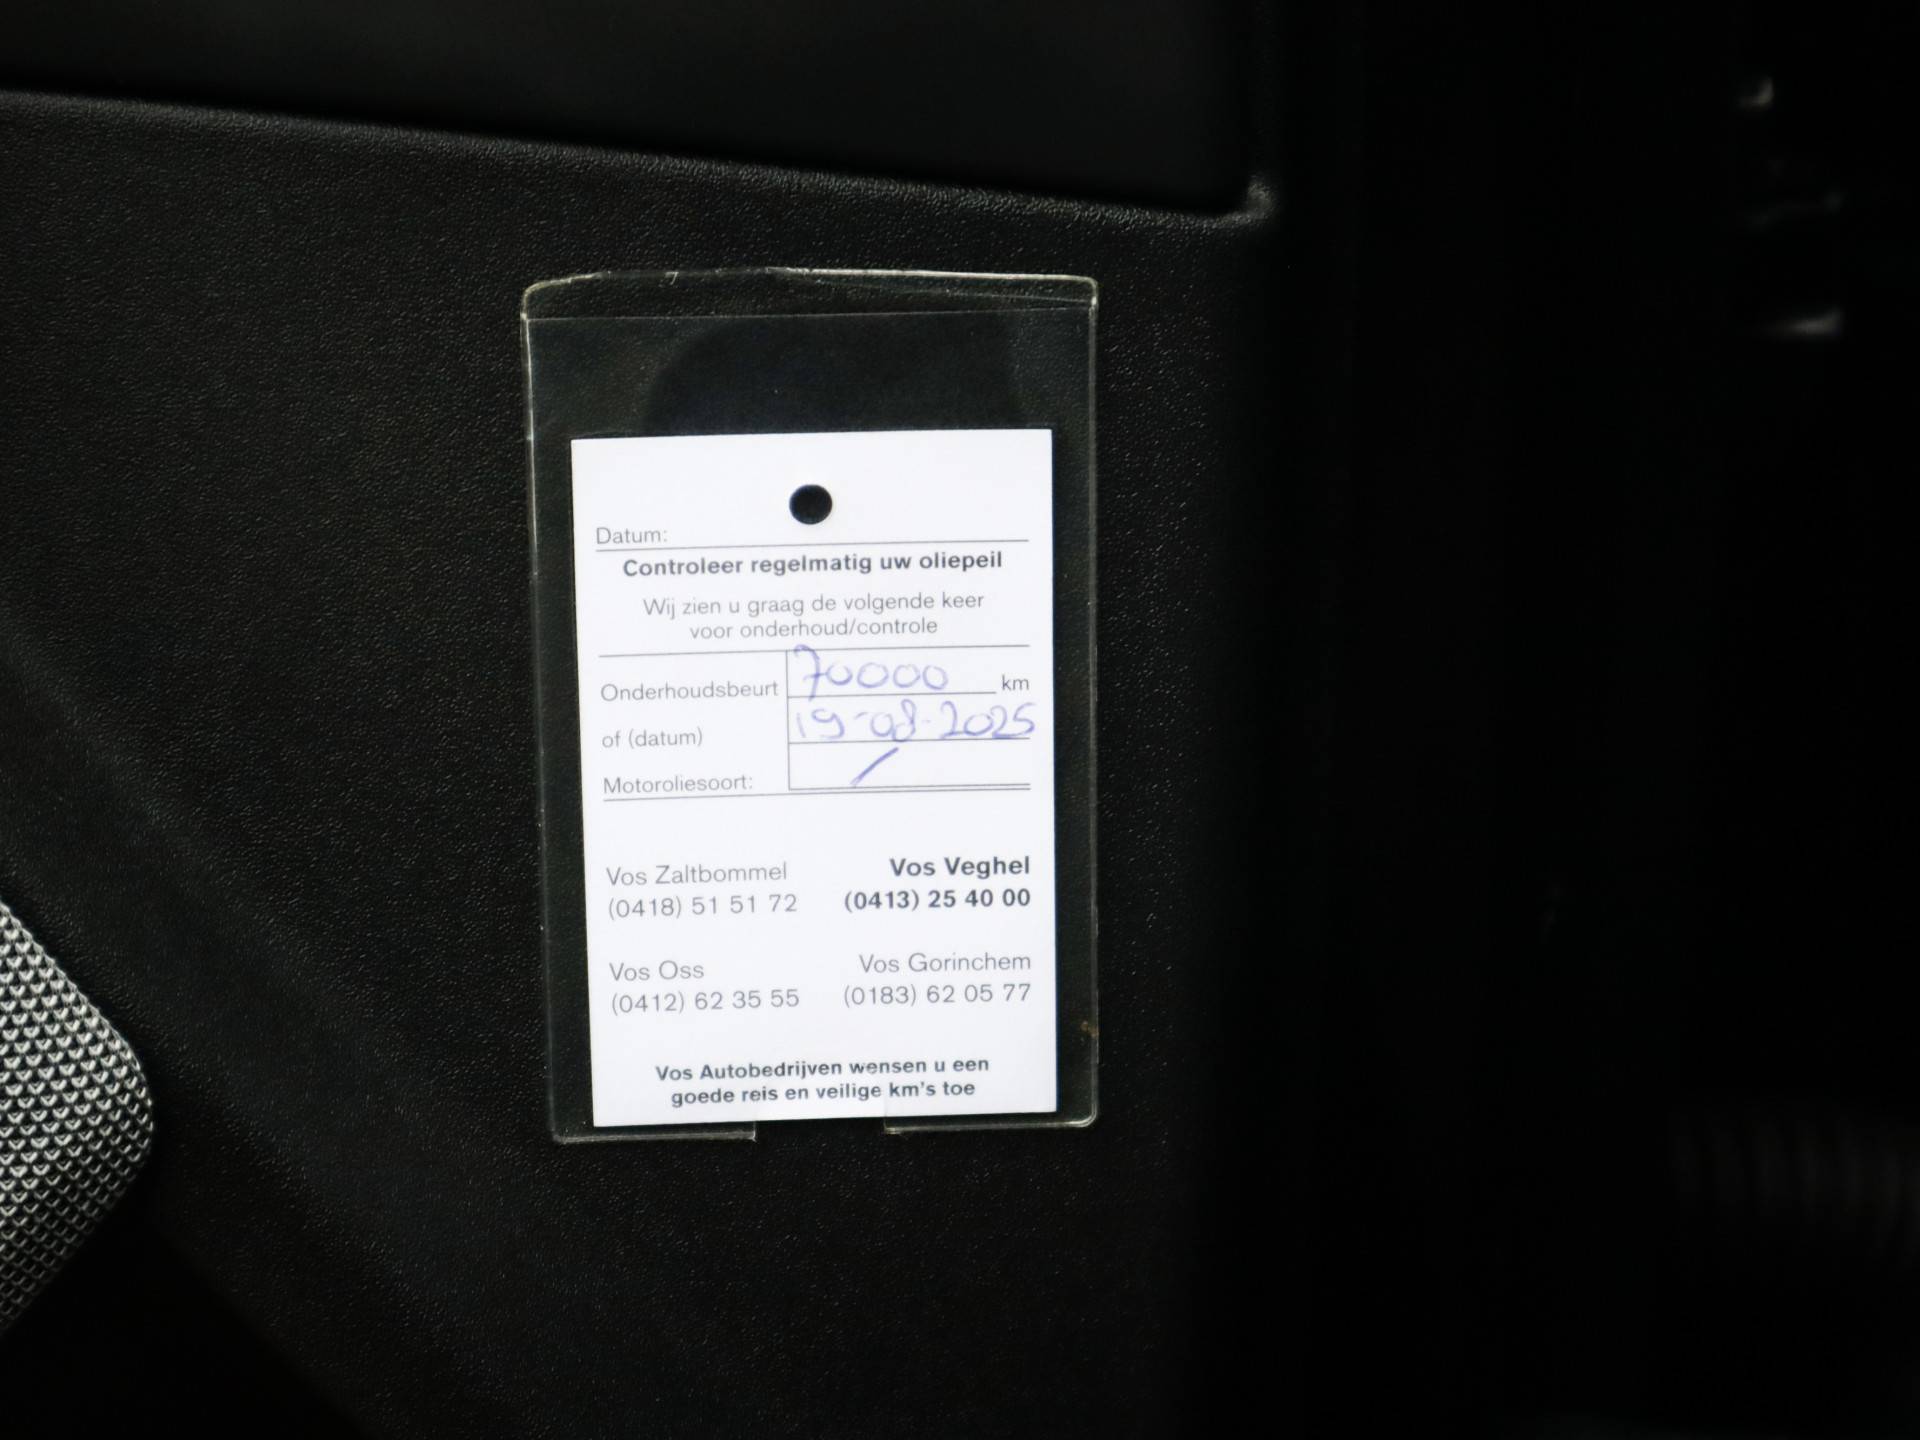 Datum:
Controleer regelmatig uw oliepeil
Wij zien u graag de volgende keer
voor onderhoud/controle
Onderhoudsbeurt 70000 km
of (datum) 19-08-2025
Motoroliesoort: /
Vos Zaltbommel Vos Veghel
(0418) 51 51 72 (0413) 25 40 00
Vos Oss Vos Gorinchem
(0412) 62 35 55 (0183) 62 05 77
Vos Autobedrijven wensen u een
goede reis en veilige km's toe